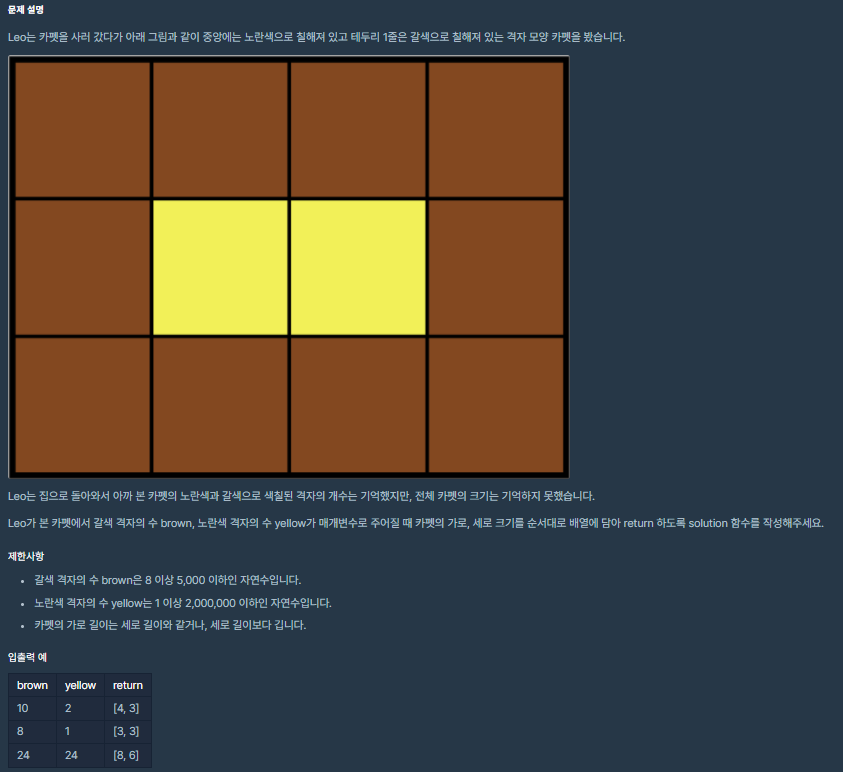 문제 설명
Leo는 카펫을 사러 갔다가 아래 그림과 같이 중앙에는 노란색으로 칠해져 있고 테두리 1줄은 갈색으로 칠해져 있는 격자 모양 카펫을 봤습니다.
Leo는 집으로 돌아와서 아까 본 카펫의 노란색과 갈색으로 색칠된 격자의 개수는 기억했지만, 전체 카펫의 크기는 기억하지 못했습니다.
Leo가 본 카펫에서 갈색 격자의 수 brown, 노란색 격자의 수 yellow가 매개변수로 주어질 때 카펫의 가로, 세로 크기를 순서대로 배열에 담아 return 하도록 solution 함수를 작성해주세요.
제한사항
• 갈색 격자의 수 brown은 8 이상 5,000 이하인 자연수입니다.
• 노란색 격자의 수 yellow는 1 이상 2,000,000 이하인 자연수입니다.
• 카펫의 가로 길이는 세로 길이와 같거나, 세로 길이보다 깁니다.
입출력 예
brown yellow return
10 2 [4, 3]
8 1 [3, 3]
24 24 [8, 6]